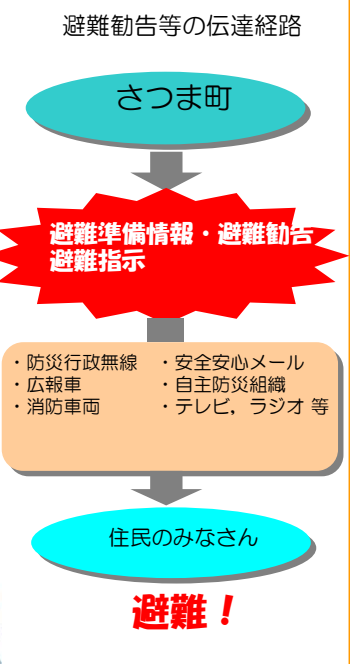 避難勧告等の伝達経路
さつま町
避難準備情報・避難勧告
避難指示
・防災行政無線 ・安全安心メール
・広報車 ・自主防災組織
・消防車両 ・テレビ，ラジオ 等
住民のみなさん
避難！